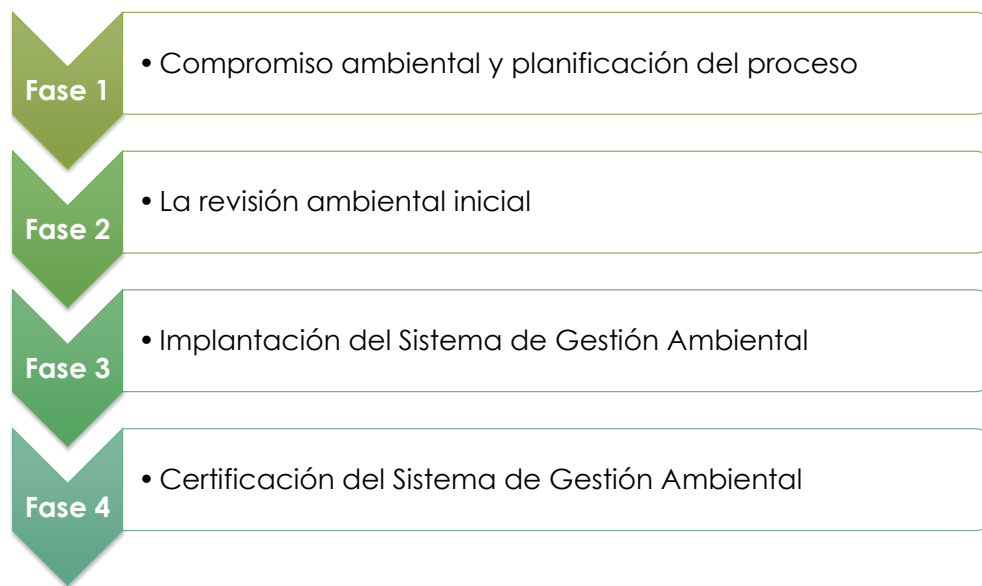 Fase 1
• Compromiso ambiental y planificación del proceso
Fase 2
• La revisión ambiental inicial
Fase 3
• Implantación del Sistema de Gestión Ambiental
Fase 4
• Certificación del Sistema de Gestión Ambiental